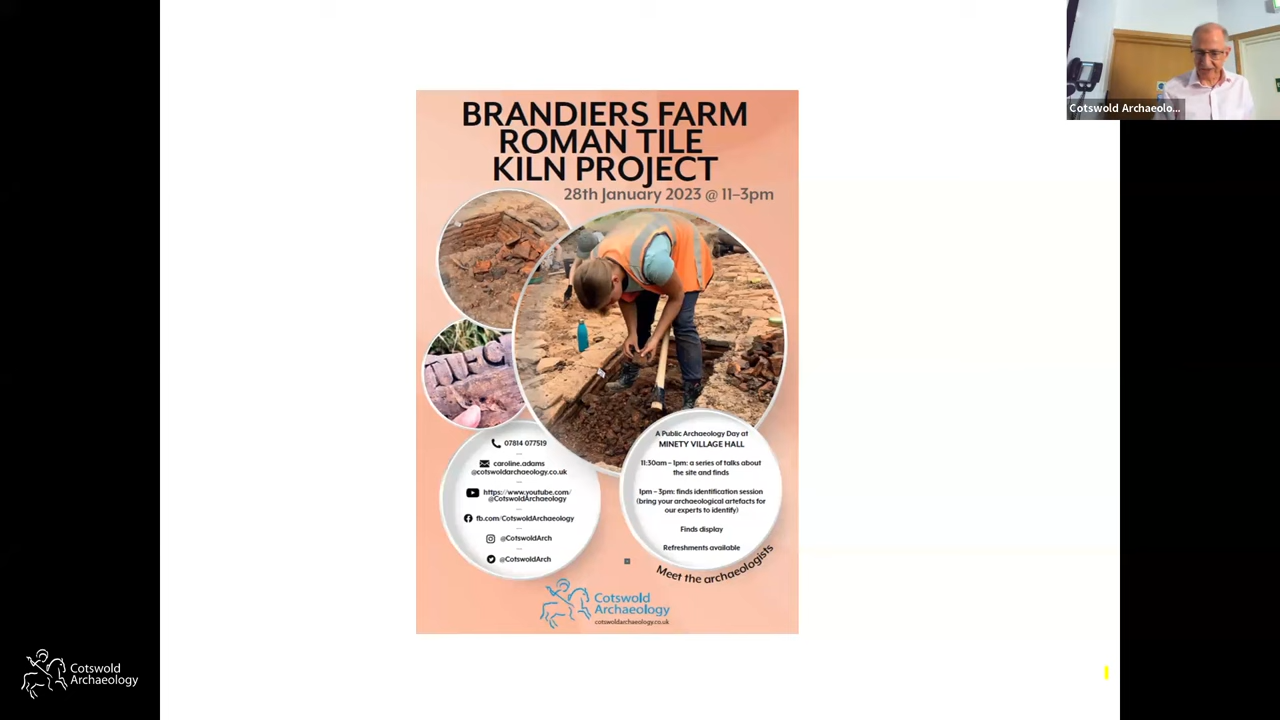 Cotswold Archaeolo...
BRANDIERS FARM
ROMAN TILE
KILN PROJECT
28th January 2023 @ 11–3pm
TIFC
07814 077519
caroline.adams
@cotswoldarchaeology.co.uk
https://www.youtube.com/
@CotswoldArchaeology
fb.com/CotswoldArchaeology
@CotswoldArch
@CotswoldArch
A Public Archaeology Day at
MINETY VILLAGE HALL
11:30am – 1pm: a series of talks about
the site and finds
1pm – 3pm: finds identification session
(bring your archaeological artefacts for
our experts to identify)
Finds display
Refreshments available
Meet the archaeologists
Cotswold
Archaeology
cotswoldarchaeology.co.uk
Cotswold
Archaeology